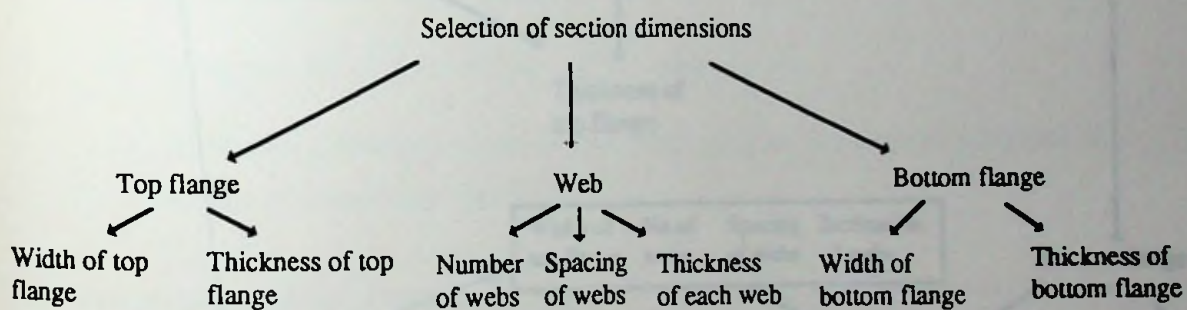 Selection of section dimensions
Top flange
Web
Bottom flange
Width of top
flange
Thickness of top
flange
Number
of webs
Spacing
of webs
Thickness
of each web
Width of
bottom flange
Thickness of
bottom flange